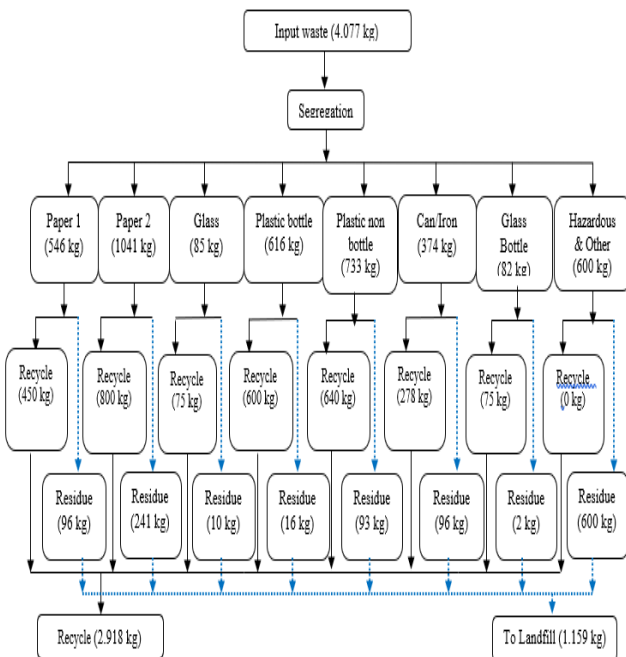 Input waste (4.077 kg)
Segregation
Paper 1
(546 kg)
Paper 2
(1041 kg)
Glass
(85 kg)
Plastic bottle
(616 kg)
Plastic non
bottle
(733 kg)
Can/Iron
(374 kg)
Glass
Bottle
(82 kg)
Hazardous
& Other
(600 kg)
Recycle
(450 kg)
Recycle
(800 kg)
Recycle
(75 kg)
Recycle
(600 kg)
Recycle
(640 kg)
Recycle
(278 kg)
Recycle
(75 kg)
Recycle
(0 kg)
Residue
(96 kg)
Residue
(241 kg)
Residue
(10 kg)
Residue
(16 kg)
Residue
(93 kg)
Residue
(96 kg)
Residue
(2 kg)
Residue
(600 kg)
Recycle (2.918 kg)
To Landfill (1.159 kg)